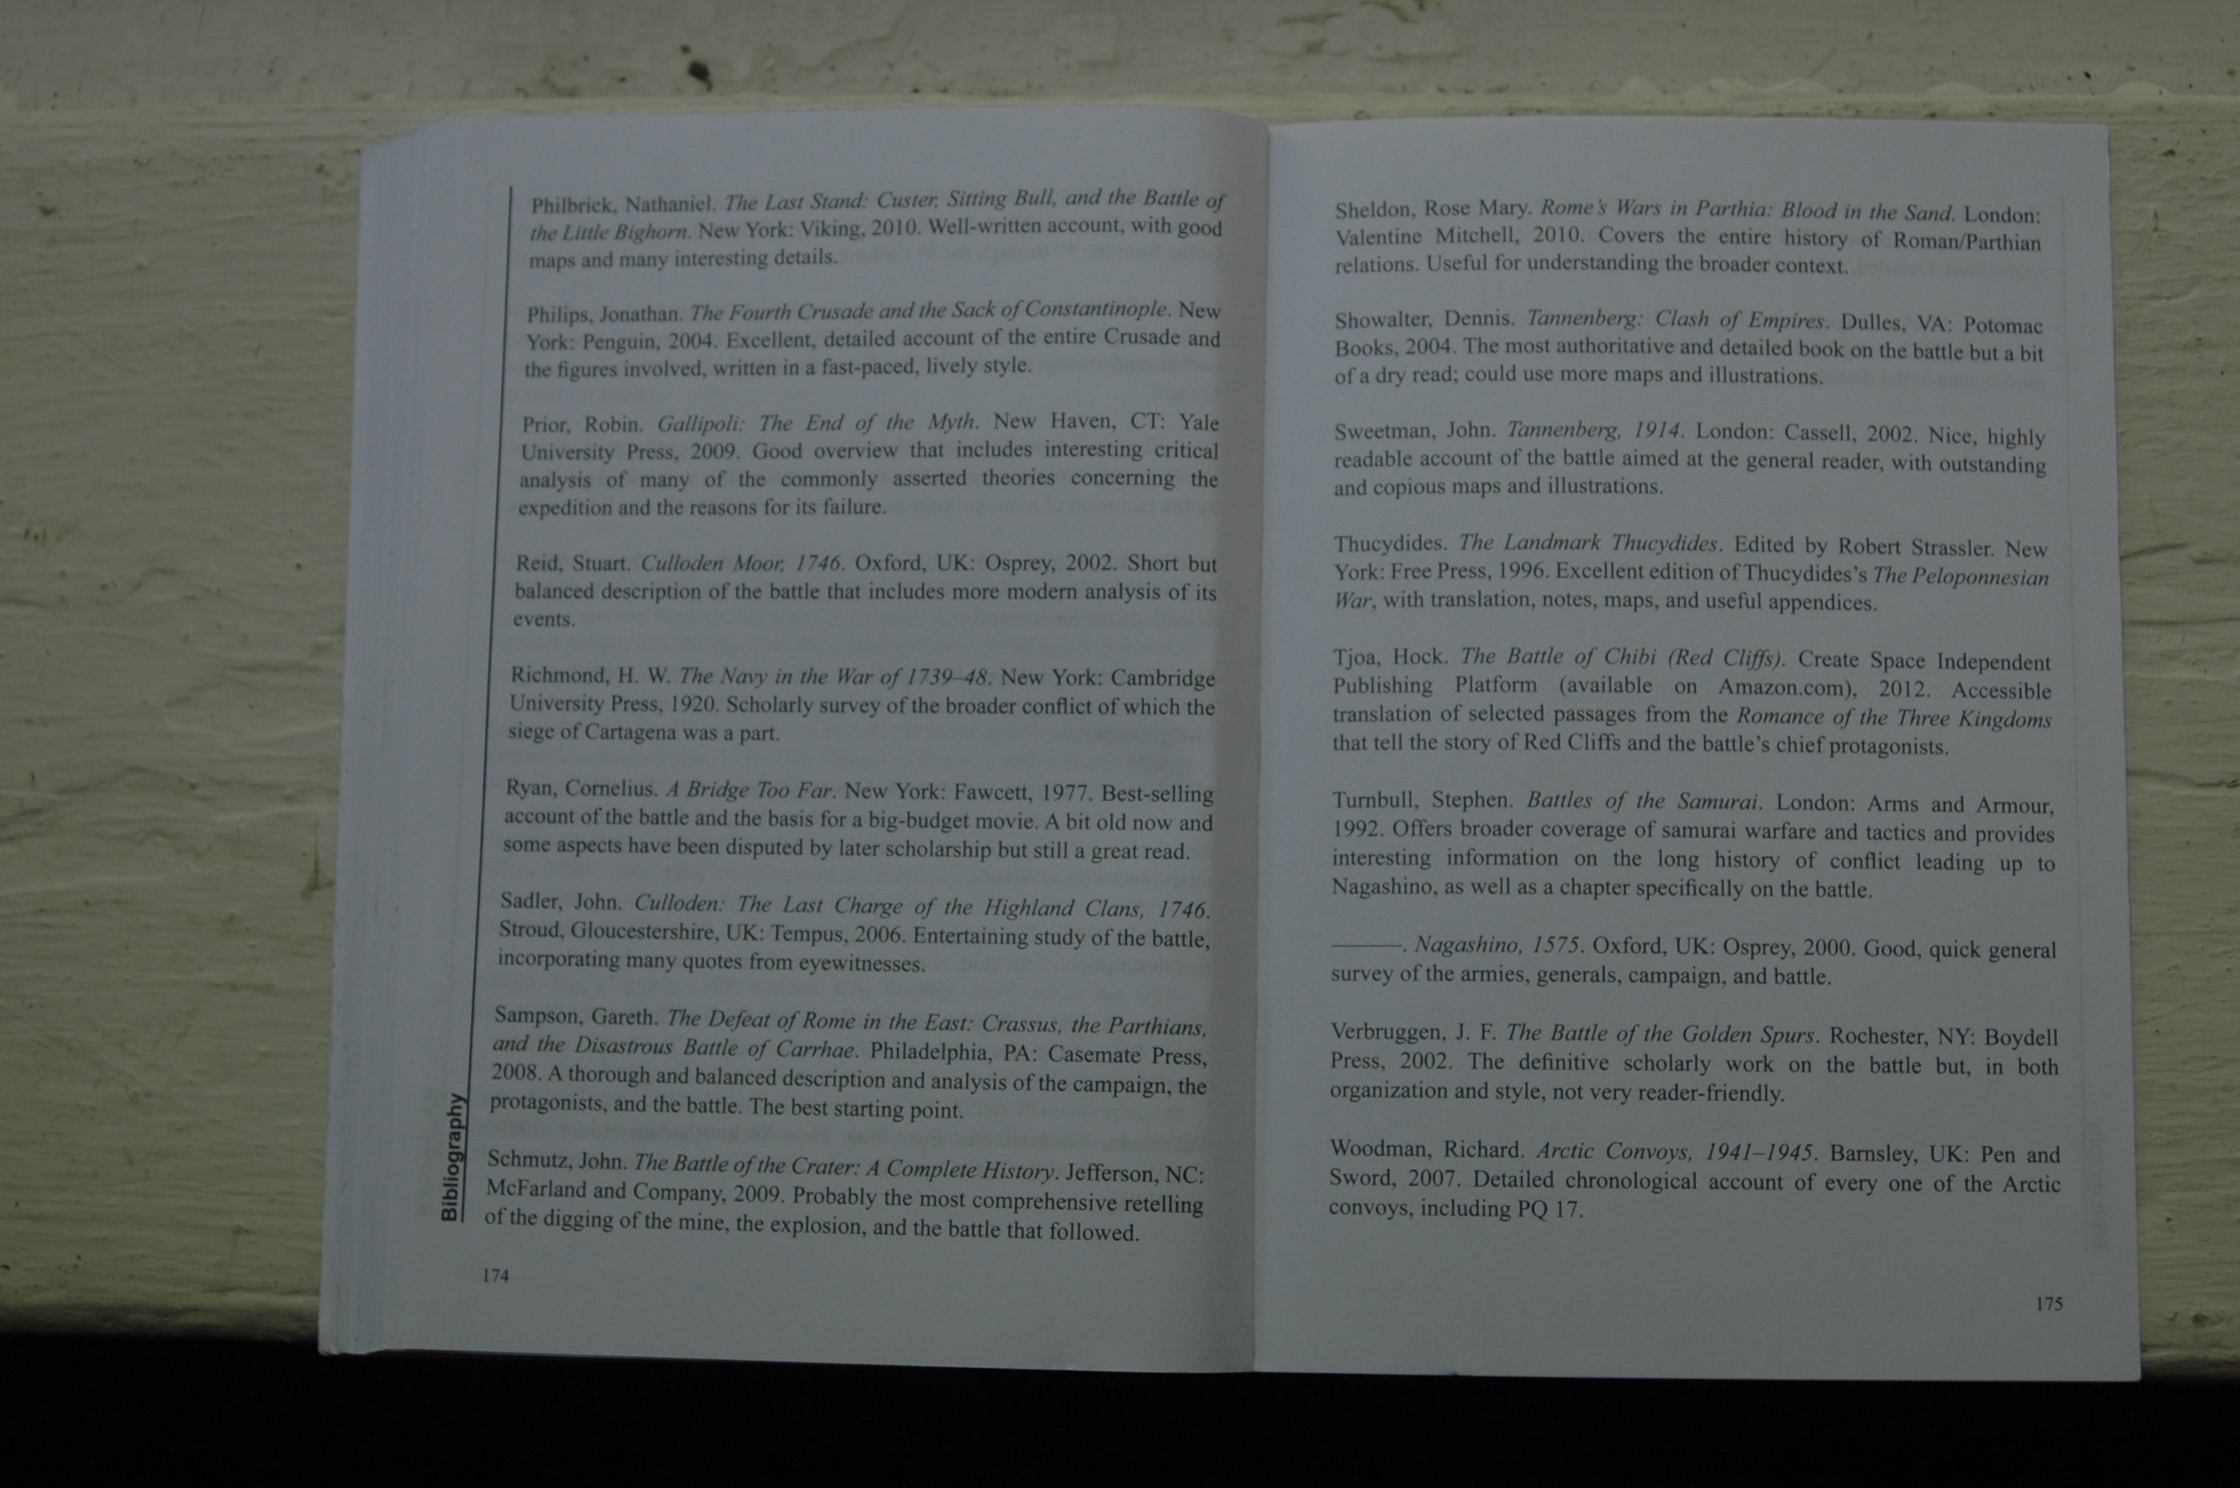 Philbrick, Nathaniel. The Last Stand: Custer, Sitting Bull, and the Battle of
the Little Bighorn. New York: Viking, 2010. Well-written account, with good
maps and many interesting details.
Philips, Jonathan. The Fourth Crusade and the Sack of Constantinople. New
York: Penguin, 2004. Excellent, detailed account of the entire Crusade and
the figures involved, written in a fast-paced, lively style.
Prior, Robin. Gallipoli: The End of the Myth. New Haven, CT: Yale
University Press, 2009. Good overview that includes interesting critical
analysis of many of the commonly asserted theories concerning the
expedition and the reasons for its failure.
Reid, Stuart. Culloden Moor, 1746. Oxford, UK: Osprey, 2002. Short but
balanced description of the battle that includes more modern analysis of its
events.
Richmond, H. W. The Navy in the War of 1739–48. New York: Cambridge
University Press, 1920. Scholarly survey of the broader conflict of which the
siege of Cartagena was a part.
Ryan, Cornelius. A Bridge Too Far. New York: Fawcett, 1977. Best-selling
account of the battle and the basis for a big-budget movie. A bit old now and
some aspects have been disputed by later scholarship but still a great read.
Sadler, John. Culloden: The Last Charge of the Highland Clans, 1746.
Stroud, Gloucestershire, UK: Tempus, 2006. Entertaining study of the battle,
incorporating many quotes from eyewitnesses.
Sampson, Gareth. The Defeat of Rome in the East: Crassus, the Parthians,
and the Disastrous Battle of Carrhae. Philadelphia, PA: Casemate Press,
2008. A thorough and balanced description and analysis of the campaign, the
protagonists, and the battle. The best starting point.
Schmutz, John. The Battle of the Crater: A Complete History. Jefferson, NC:
McFarland and Company, 2009. Probably the most comprehensive retelling
of the digging of the mine, the explosion, and the battle that followed.
Bibliography
174
Sheldon, Rose Mary. Rome's Wars in Parthia: Blood in the Sand. London:
Valentine Mitchell, 2010. Covers the entire history of Roman/Parthian
relations. Useful for understanding the broader context.
Showalter, Dennis. Tannenberg: Clash of Empires. Dulles, VA: Potomac
Books, 2004. The most authoritative and detailed book on the battle but a bit
of a dry read; could use more maps and illustrations.
Sweetman, John. Tannenberg, 1914. London: Cassell, 2002. Nice, highly
readable account of the battle aimed at the general reader, with outstanding
and copious maps and illustrations.
Thucydides. The Landmark Thucydides. Edited by Robert Strassler. New
York: Free Press, 1996. Excellent edition of Thucydides's The Peloponnesian
War, with translation, notes, maps, and useful appendices.
Tjoa, Hock. The Battle of Chibi (Red Cliffs). Create Space Independent
Publishing Platform (available on Amazon.com), 2012. Accessible
translation of selected passages from the Romance of the Three Kingdoms
that tell the story of Red Cliffs and the battle's chief protagonists.
Turnbull, Stephen. Battles of the Samurai. London: Arms and Armour,
1992. Offers broader coverage of samurai warfare and tactics and provides
interesting information on the long history of conflict leading up to
Nagashino, as well as a chapter specifically on the battle.
———. Nagashino, 1575. Oxford, UK: Osprey, 2000. Good, quick general
survey of the armies, generals, campaign, and battle.
Verbruggen, J. F. The Battle of the Golden Spurs. Rochester, NY: Boydell
Press, 2002. The definitive scholarly work on the battle but, in both
organization and style, not very reader-friendly.
Woodman, Richard. Arctic Convoys, 1941–1945. Barnsley, UK: Pen and
Sword, 2007. Detailed chronological account of every one of the Arctic
convoys, including PQ 17.
175